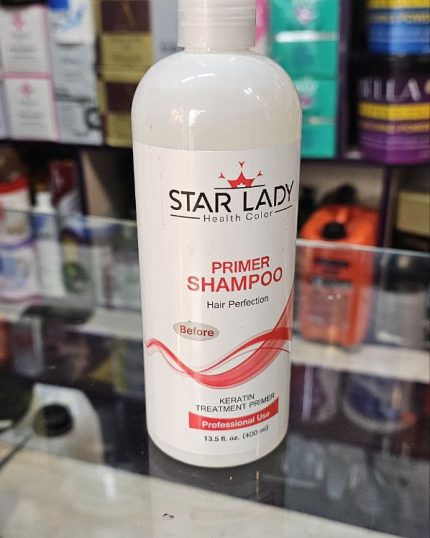 STAR LADY
Health Color
PRIMER
SHAMPOO
Hair Perfection
Before
KERATIN
TREATMENT PRIMER
Professional Use
13.5 fl. oz. (400 ml)